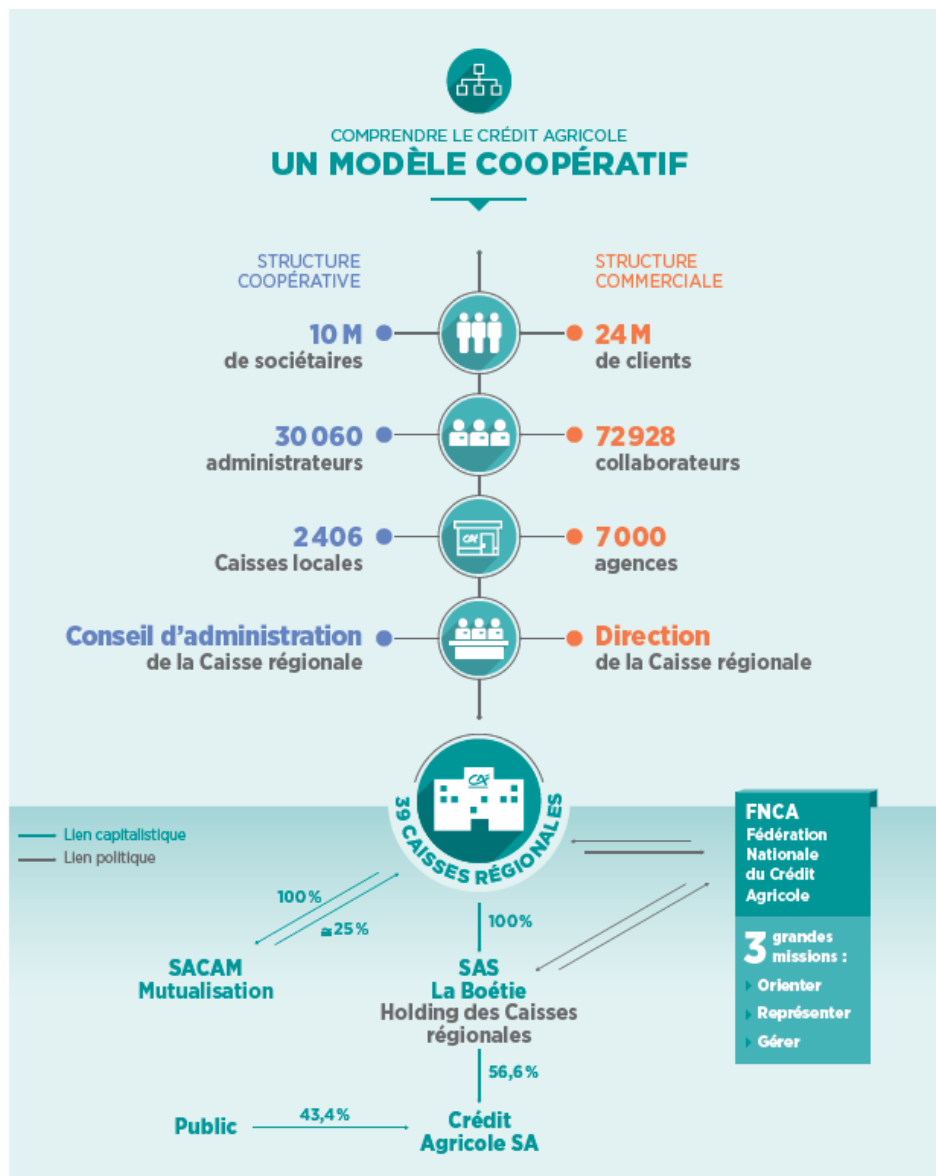 COMPRENDRE LE CRÉDIT AGRICOLE
UN MODÈLE COOPÉRATIF
STRUCTURE
COOPÉRATIVE
STRUCTURE
COMMERCIALE
10 M
de sociétaires
24 M
de clients
30 060
administrateurs
72 928
collaborateurs
2 406
Caisses locales
7 000
agences
Conseil d'administration
de la Caisse régionale
Direction
de la Caisse régionale
39 CAISSES RÉGIONALES
Lien capitalistique
Lien politique
FNCA
Fédération
Nationale
du Crédit
Agricole
3 grandes
missions :
Orienter
Représenter
Gérer
100 %
≅ 25 %
100 %
SACAM
Mutualisation
SAS
La Boétie
Holding des Caisses
régionales
56,6 %
Public
43,4 %
Crédit
Agricole SA